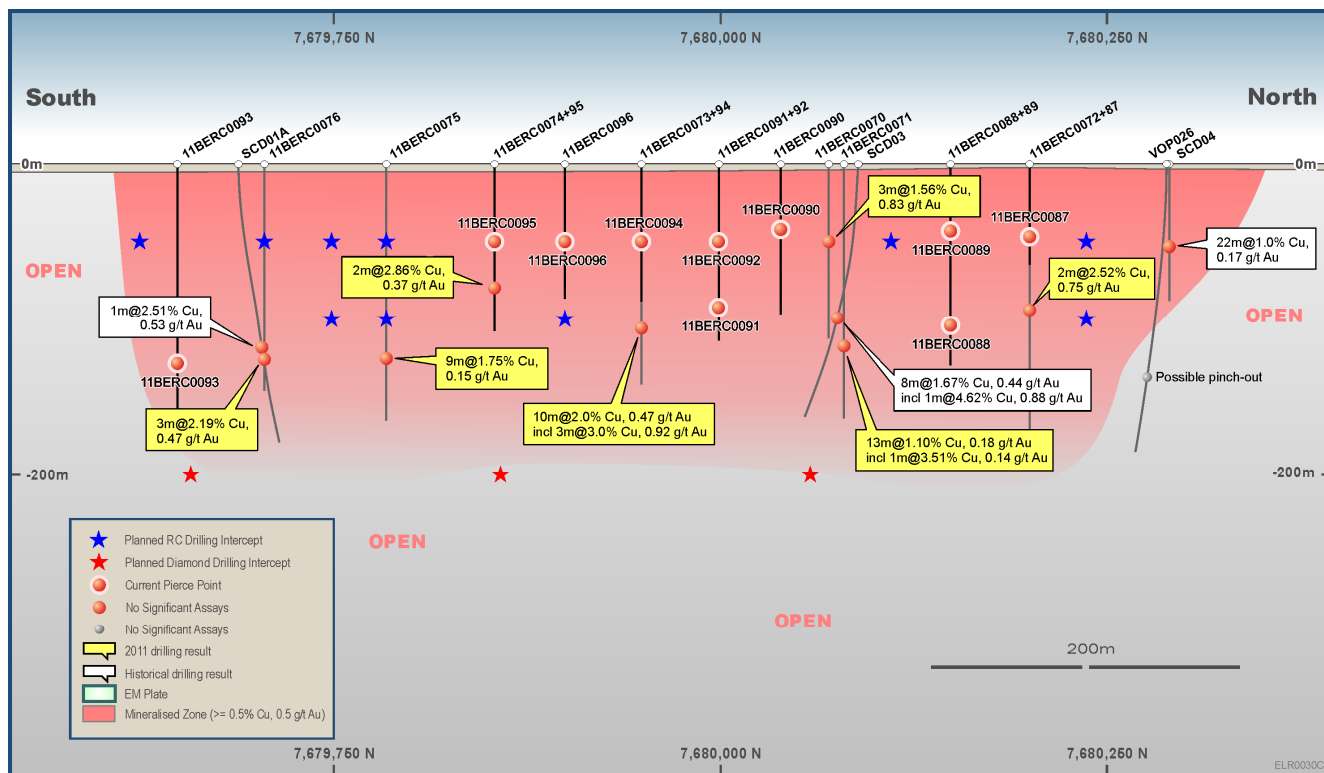 7,679,750 N
7,680,000 N
7,680,250 N
South
North
11BERC0093
SCD01A
11BERC0076
11BERC0075
11BERC0074+95
11BERC0096
11BERC0073+94
11BERC0091+92
11BERC0090
11BERC0070
11BERC0071
SCD03
11BERC0088+89
11BERC0072+87
VOP026
SCD04
0m
0m
3m@1.56% Cu,
0.83 g/t Au
11BERC0095
11BERC0096
11BERC0094
11BERC0092
11BERC0090
11BERC0089
11BERC0087
22m@1.0% Cu,
0.17 g/t Au
OPEN
2m@2.86% Cu,
0.37 g/t Au
2m@2.52% Cu,
0.75 g/t Au
1m@2.51% Cu,
0.53 g/t Au
11BERC0091
11BERC0088
OPEN
11BERC0093
9m@1.75% Cu,
0.15 g/t Au
8m@1.67% Cu, 0.44 g/t Au
incl 1m@4.62% Cu, 0.88 g/t Au
Possible pinch-out
3m@2.19% Cu,
0.47 g/t Au
10m@2.0% Cu, 0.47 g/t Au
incl 3m@3.0% Cu, 0.92 g/t Au
13m@1.10% Cu, 0.18 g/t Au
incl 1m@3.51% Cu, 0.14 g/t Au
-200m
-200m
OPEN
OPEN
Planned RC Drilling Intercept
Planned Diamond Drilling Intercept
Current Pierce Point
No Significant Assays
No Significant Assays
2011 drilling result
Historical drilling result
EM Plate
Mineralised Zone (>= 0.5% Cu, 0.5 g/t Au)
200m
7,679,750 N
7,680,000 N
7,680,250 N
ELR0030C